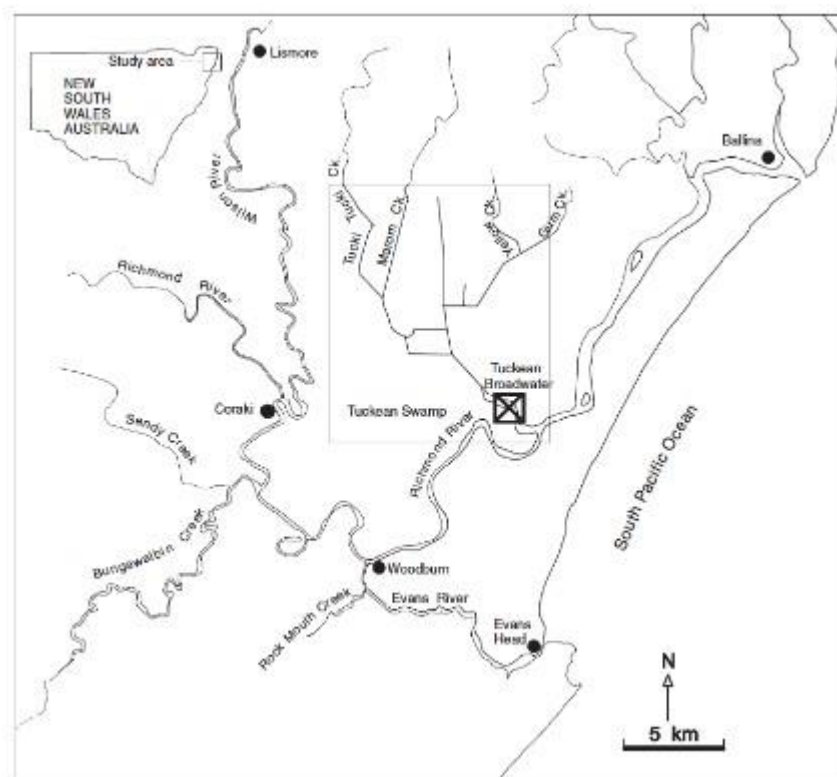 Lismore
Study area
NEW
SOUTH
WALES
AUSTRALIA
Wilson River
Tucki Tucki Ck.
Marom Ck.
Yellow Ck.
Gum Ck.
Ballina
Richmond River
Tuckean
Broadwater
Coraki
Tuckean Swamp
Sandy Creek
Richmond River
South Pacific Ocean
Bungawalbin Creek
Woodburn
Evans River
Rock Mouth Creek
Evans
Head
N
5 km